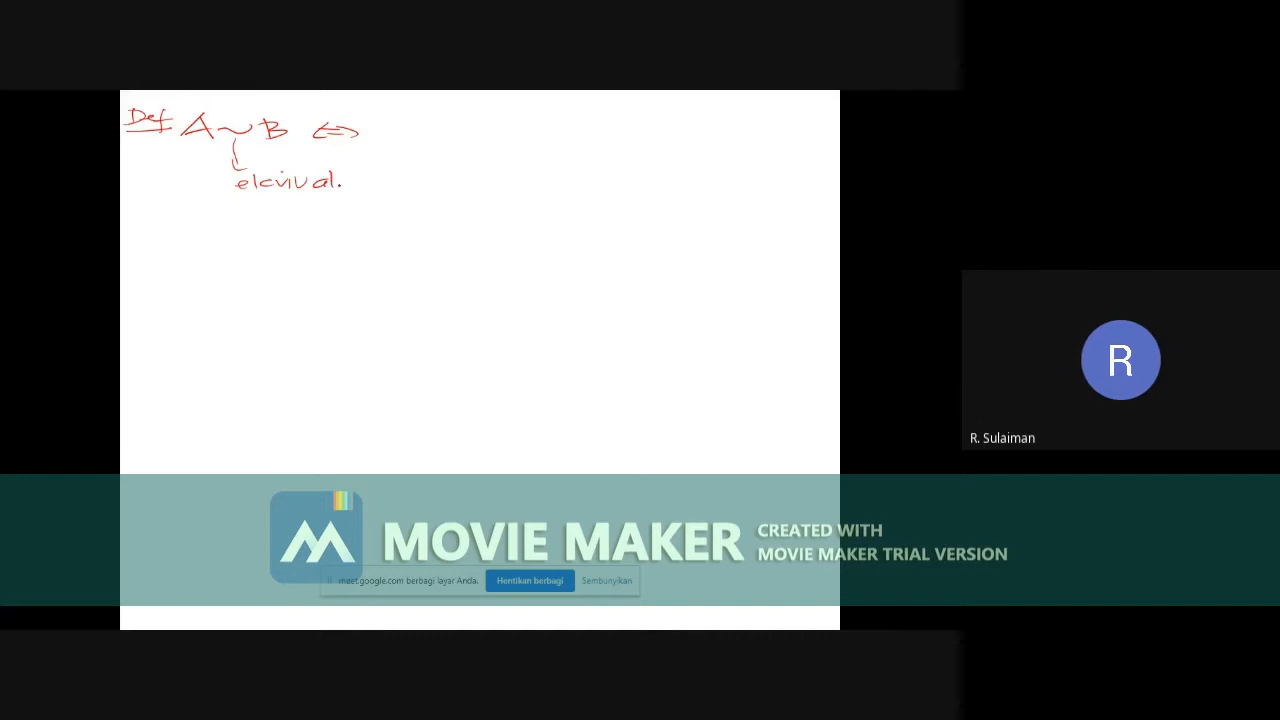 Def A ~ B ⇔
ekvival.
R
R. Sulaiman
MOVIE MAKER
CREATED WITH
MOVIE MAKER TRIAL VERSION
meet.google.com berbagi layar Anda. Hentikan berbagi Sembunyikan